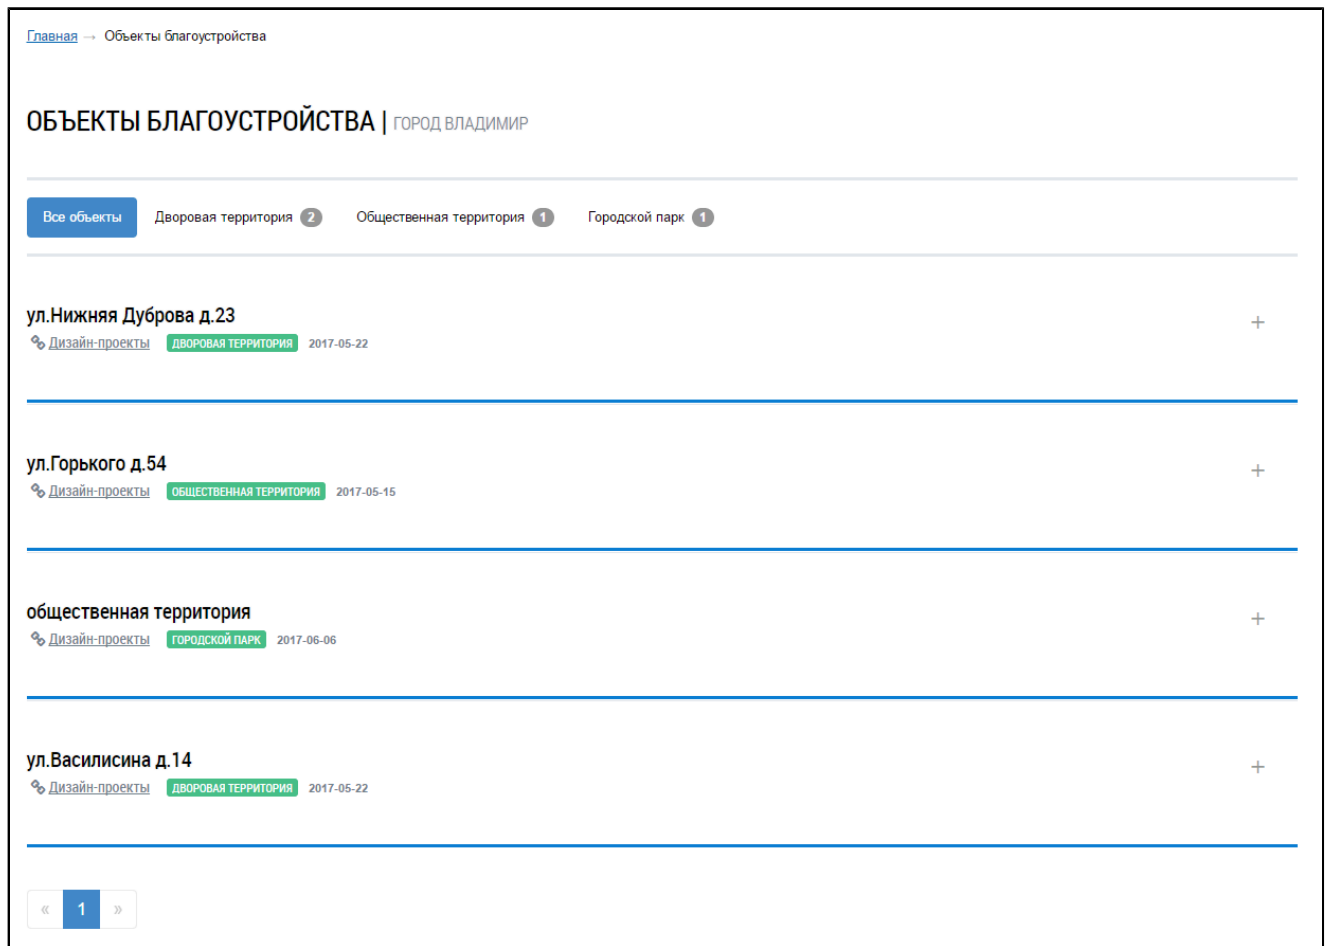 Главная → Объекты благоустройства
ОБЪЕКТЫ БЛАГОУСТРОЙСТВА | ГОРОД ВЛАДИМИР
Все объекты Дворовая территория 2 Общественная территория 1 Городской парк 1
ул.Нижняя Дуброва д.23 +
Дизайн-проекты ДВОРОВАЯ ТЕРРИТОРИЯ 2017-05-22
ул.Горького д.54 +
Дизайн-проекты ОБЩЕСТВЕННАЯ ТЕРРИТОРИЯ 2017-05-15
общественная территория +
Дизайн-проекты ГОРОДСКОЙ ПАРК 2017-06-06
ул.Василисина д.14 +
Дизайн-проекты ДВОРОВАЯ ТЕРРИТОРИЯ 2017-05-22
« 1 »